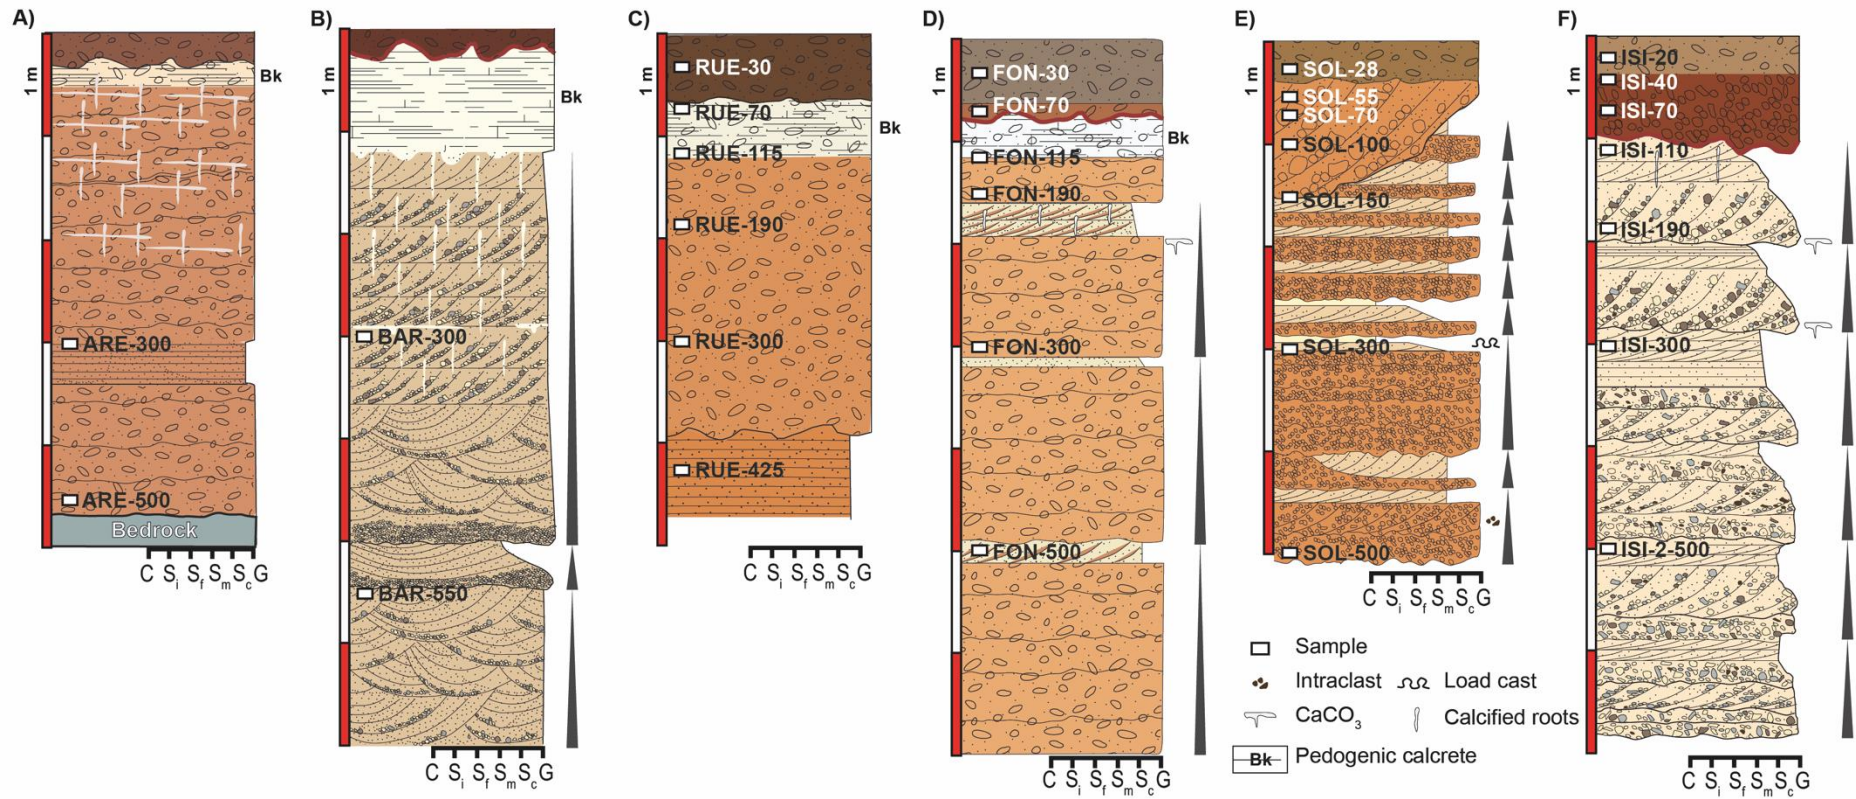 A)
1 m
Bk
ARE-300
ARE-500
Bedrock
C Si Sf Sm Sc G
B)
1 m
Bk
BAR-300
BAR-550
C Si Sf Sm Sc G
C)
1 m
RUE-30
RUE-70
Bk
RUE-115
RUE-190
RUE-300
RUE-425
C Si Sf Sm Sc G
D)
1 m
FON-30
FON-70
Bk
FON-115
FON-190
FON-300
FON-500
C Si Sf Sm Sc G
E)
1 m
SOL-28
SOL-55
SOL-70
SOL-100
SOL-150
SOL-300
SOL-500
C Si Sf Sm Sc G
Sample
Intraclast
Load cast
CaCO3
Calcified roots
Bk
Pedogenic calcrete
F)
1 m
ISI-20
ISI-40
ISI-70
ISI-110
ISI-190
ISI-300
ISI-2-500
C Si Sf Sm Sc G